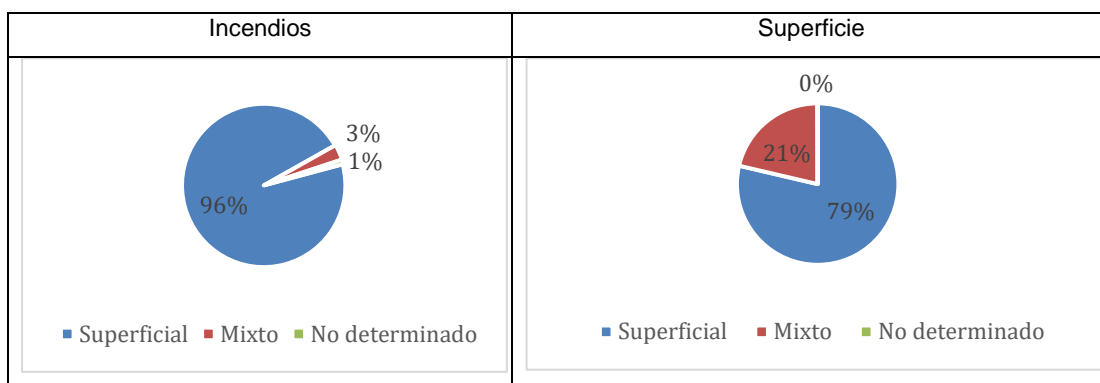 Incendios
Superficie
3%
1%
96%
Superficial Mixto No determinado
0%
21%
79%
Superficial Mixto No determinado